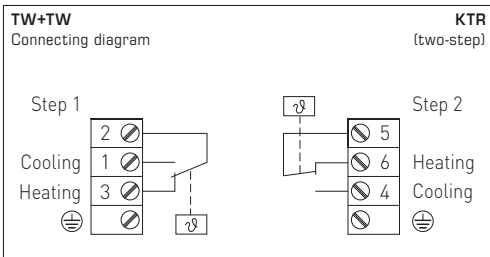 TW+TW KTR
Connecting diagram (two-step)
Step 1 Step 2
2 5
Cooling 1 6 Heating
Heating 3 4 Cooling
ϑ
ϑ